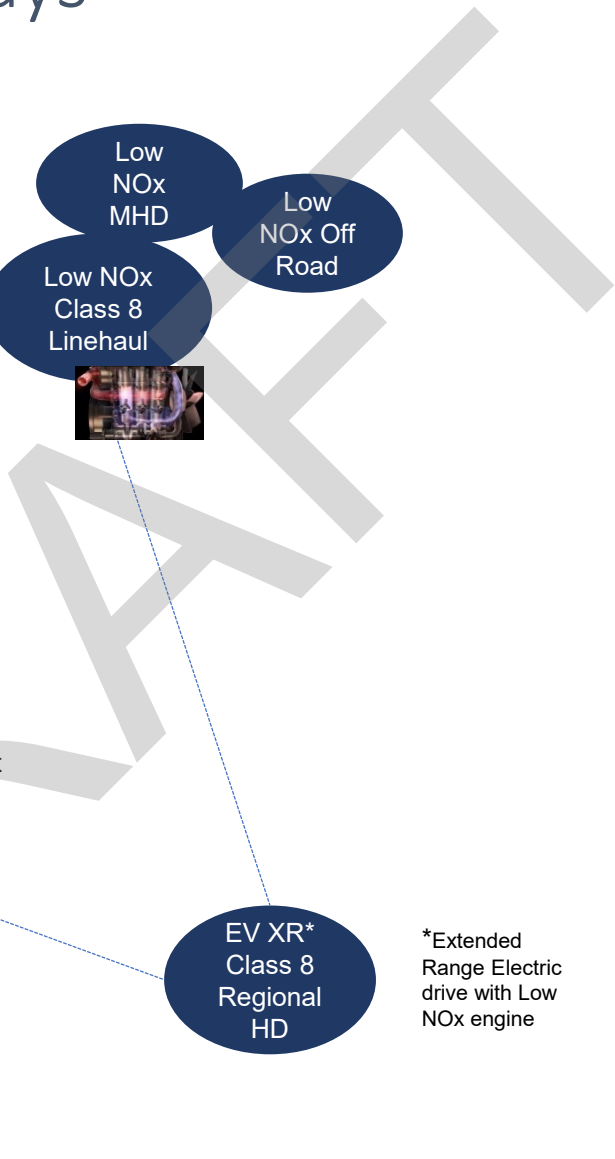 ays
Low
NOx
MHD
Low
NOx Off
Road
Low NOx
Class 8
Linehaul
EV XR*
Class 8
Regional
HD
*Extended
Range Electric
drive with Low
NOx engine
RAFT